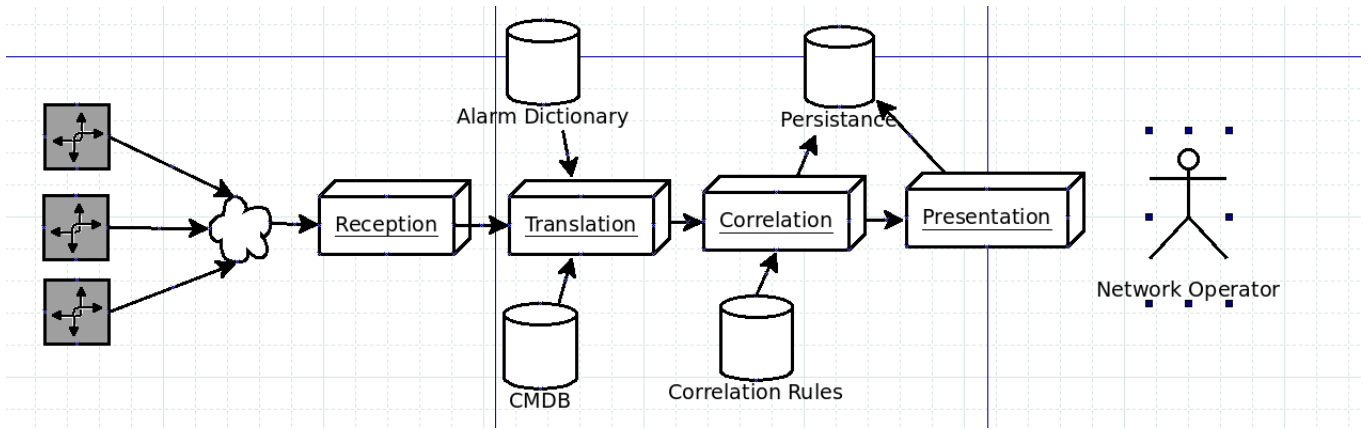 Alarm Dictionary
Persistance
Reception
Translation
Correlation
Presentation
Network Operator
CMDB
Correlation Rules